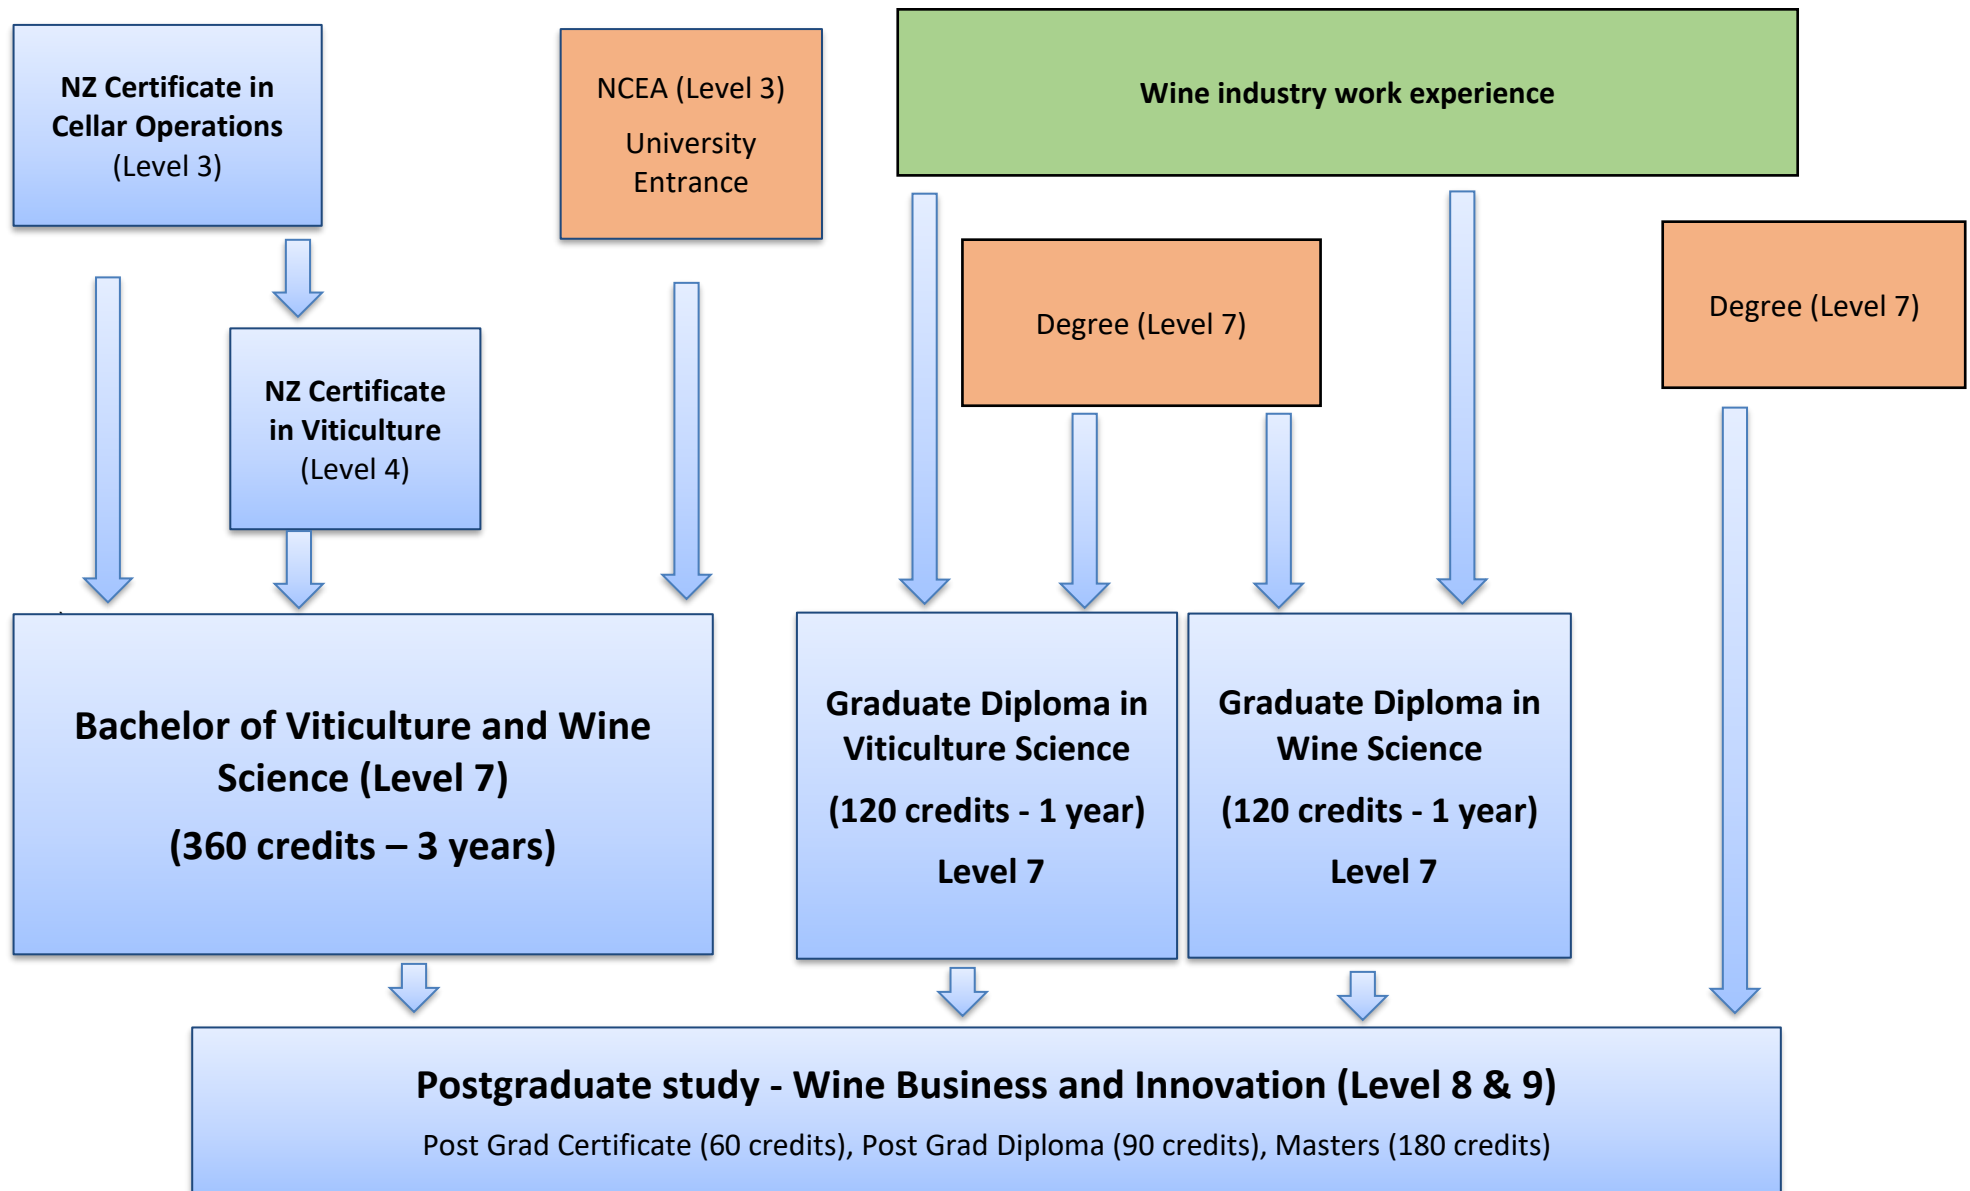 NZ Certificate in
Cellar Operations
(Level 3)
NCEA (Level 3)
University
Entrance
Wine industry work experience
Degree (Level 7)
Degree (Level 7)
NZ Certificate
in Viticulture
(Level 4)
Bachelor of Viticulture and Wine
Science (Level 7)
(360 credits – 3 years)
Graduate Diploma in
Viticulture Science
(120 credits - 1 year)
Level 7
Graduate Diploma in
Wine Science
(120 credits - 1 year)
Level 7
Postgraduate study - Wine Business and Innovation (Level 8 & 9)
Post Grad Certificate (60 credits), Post Grad Diploma (90 credits), Masters (180 credits)